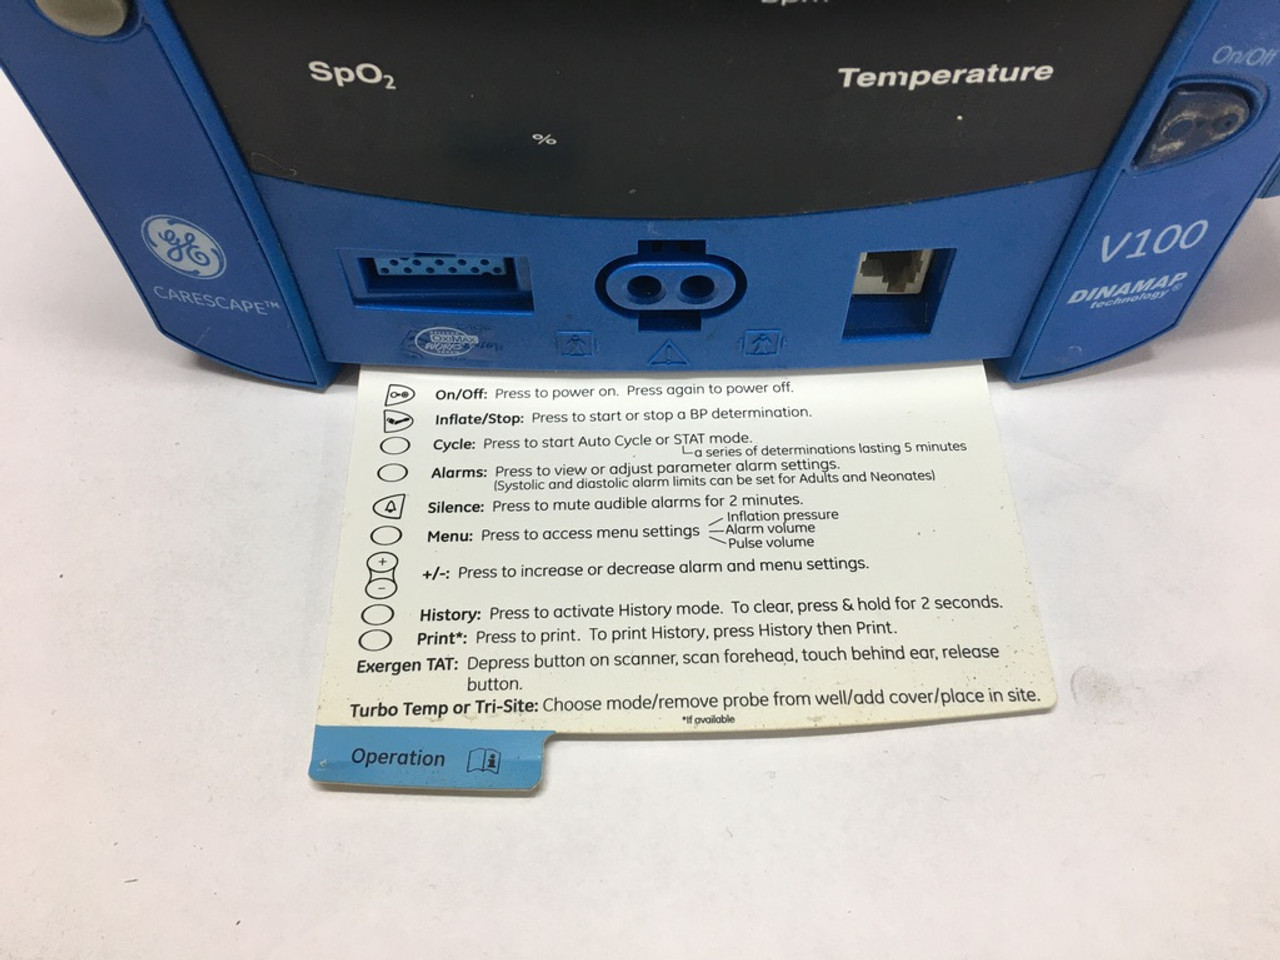 SpO₂
Temperature
%
On/Off
GE
CARESCAPE™
V100
DINAMAP®
technology
OxiMax
On/Off: Press to power on. Press again to power off.
Inflate/Stop: Press to start or stop a BP determination.
Cycle: Press to start Auto Cycle or STAT mode.
a series of determinations lasting 5 minutes
Alarms: Press to view or adjust parameter alarm settings.
(Systolic and diastolic alarm limits can be set for Adults and Neonates)
Silence: Press to mute audible alarms for 2 minutes.
Menu: Press to access menu settings
Inflation pressure
Alarm volume
Pulse volume
+
-
+/-: Press to increase or decrease alarm and menu settings.
History: Press to activate History mode. To clear, press & hold for 2 seconds.
Print*: Press to print. To print History, press History then Print.
Exergen TAT: Depress button on scanner, scan forehead, touch behind ear, release
button.
Turbo Temp or Tri-Site: Choose mode/remove probe from well/add cover/place in site.
*If available
Operation